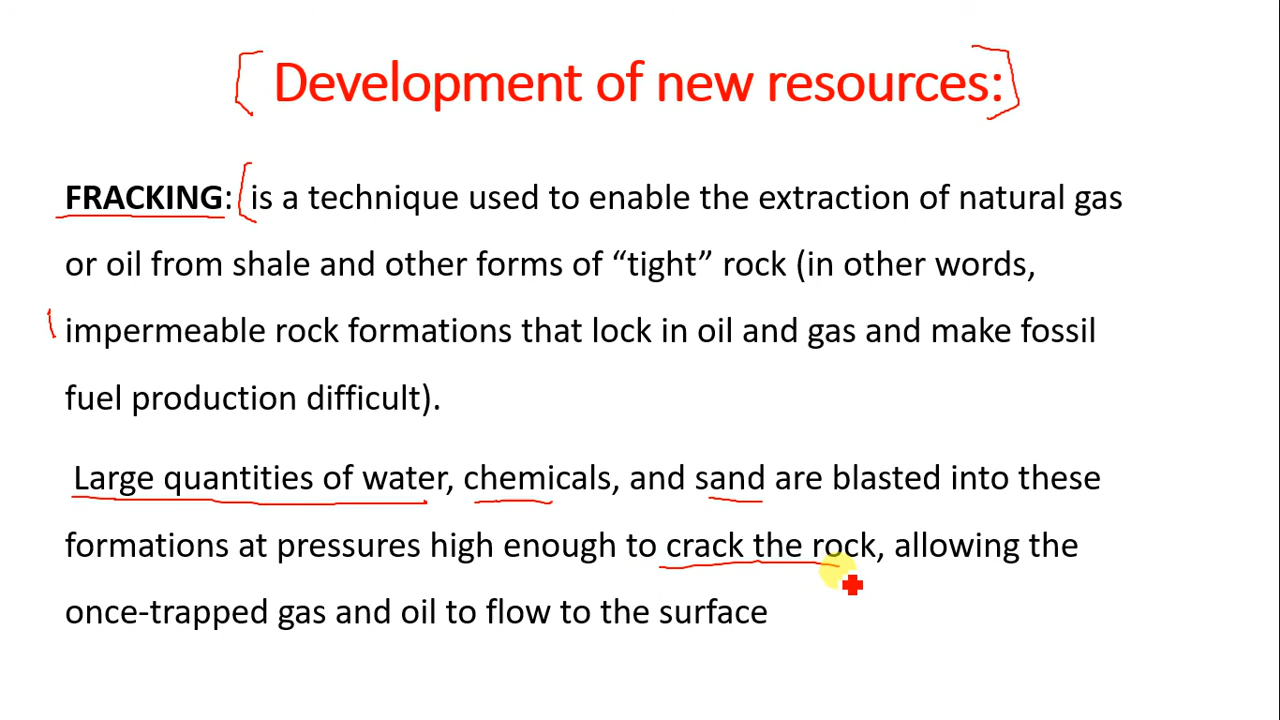 Development of new resources:
FRACKING: is a technique used to enable the extraction of natural gas
or oil from shale and other forms of “tight” rock (in other words,
impermeable rock formations that lock in oil and gas and make fossil
fuel production difficult).
Large quantities of water, chemicals, and sand are blasted into these
formations at pressures high enough to crack the rock, allowing the
once-trapped gas and oil to flow to the surface